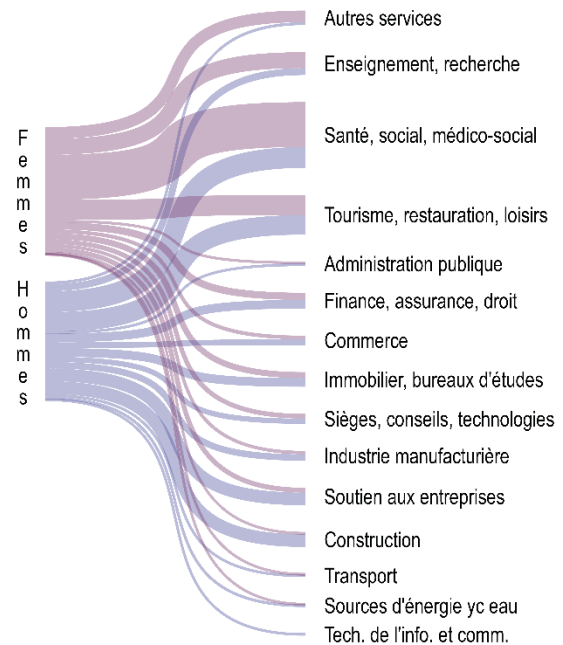 Autres services
Enseignement, recherche
Santé, social, médico-social
Femmes
Tourisme, restauration, loisirs
Administration publique
Hommes
Finance, assurance, droit
Commerce
Immobilier, bureaux d'études
Sièges, conseils, technologies
Industrie manufacturière
Soutien aux entreprises
Construction
Transport
Sources d'énergie yc eau
Tech. de l'info. et comm.